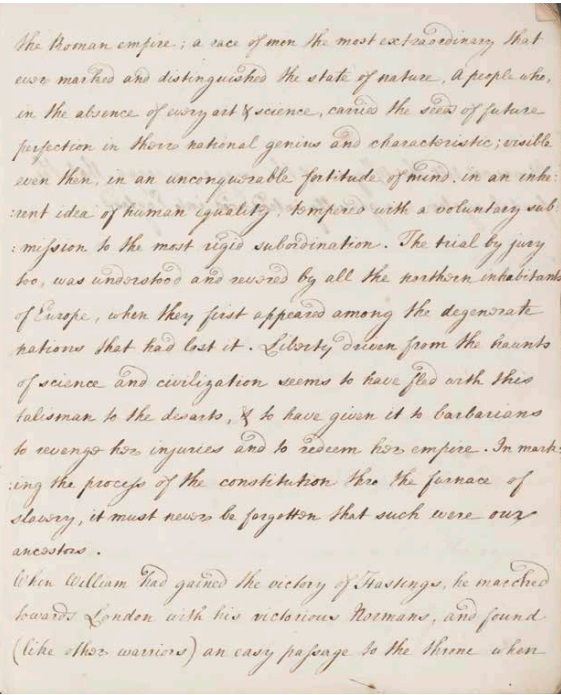 the Roman empire; a race of men the most extraordinary that
ever marked and distinguished the state of nature, A people who,
in the absence of every art & science, carried the seeds of future
perfection in there national genius and characteristic; visible
even then, in an unconquerable fortitude of mind, in an inhe:
:rent idea of human equality, tempered with a voluntary sub:
:mission to the most rigid subordination. The trial by jury
too, was understood and revered by all the northern inhabitants
of Europe, when they first appeared among the degenerate
nations that had lost it. Liberty driven from the haunts
of science and civilization seems to have fled with this
talisman to the desarts, & to have given it to barbarians
to revenge her injuries and to redeem her empire. In mark:
:ing the process of the constitution thro the furnace of
slavery, it must never be forgotten that such were our
ancestors.
When William had gained the victory of Hastings, he marched
towards London with his victorious Normans, and found
(like other warriors) an easy passage to the throne when